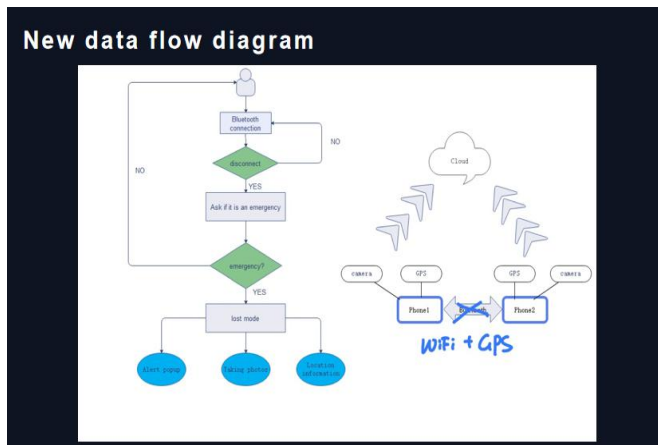 New data flow diagram
Bluetooth
connection
NO
disconnect
YES
NO
Ask if it is an emergency
emergency?
YES
lost mode
Alert popup
Taking photos
Location
information
Cloud
camera
GPS
GPS
camera
Phone1
Bluetooth
Phone2
WiFi + GPS